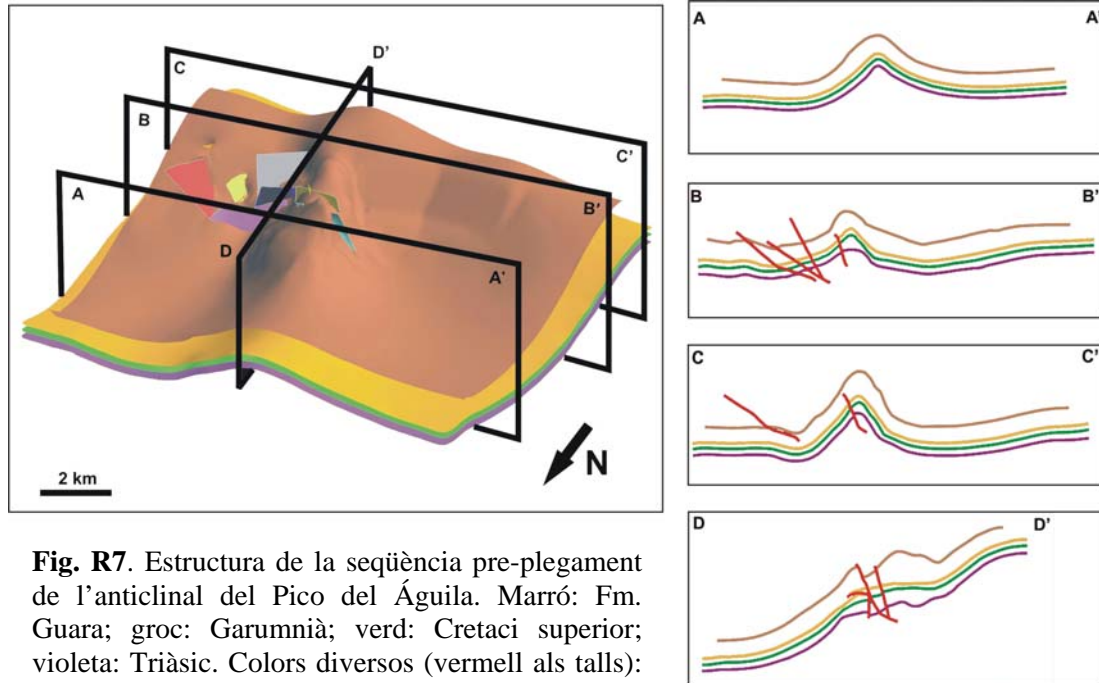 C
D'
B
C'
A
B'
D
A'
N
2 km
A
A'
B
B'
C
C'
D
D'
Fig. R7. Estructura de la seqüència pre-plegament
de l'anticlinal del Pico del Águila. Marró: Fm.
Guara; groc: Garumnià; verd: Cretaci superior;
violeta: Triàsic. Colors diversos (vermell als talls):